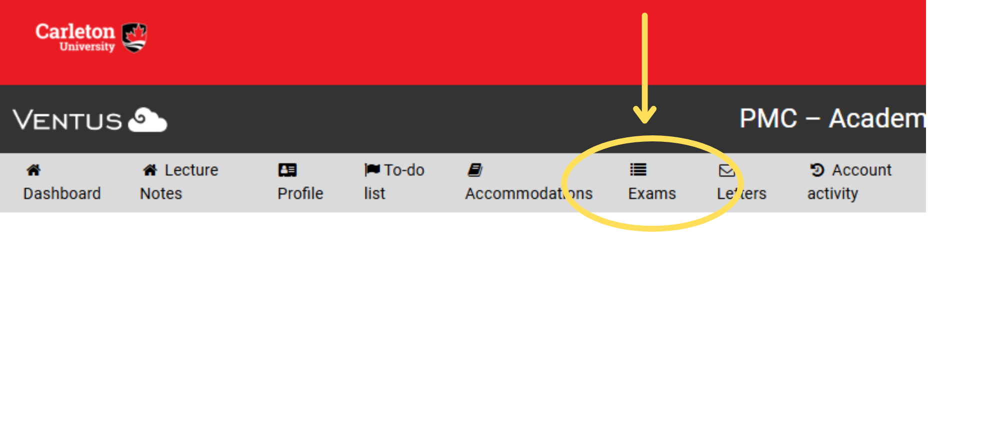 Carleton
University
VENTUS
PMC – Academ
Dashboard
Lecture
Notes
Profile
To-do
list
Accommodations
Exams
Letters
Account
activity